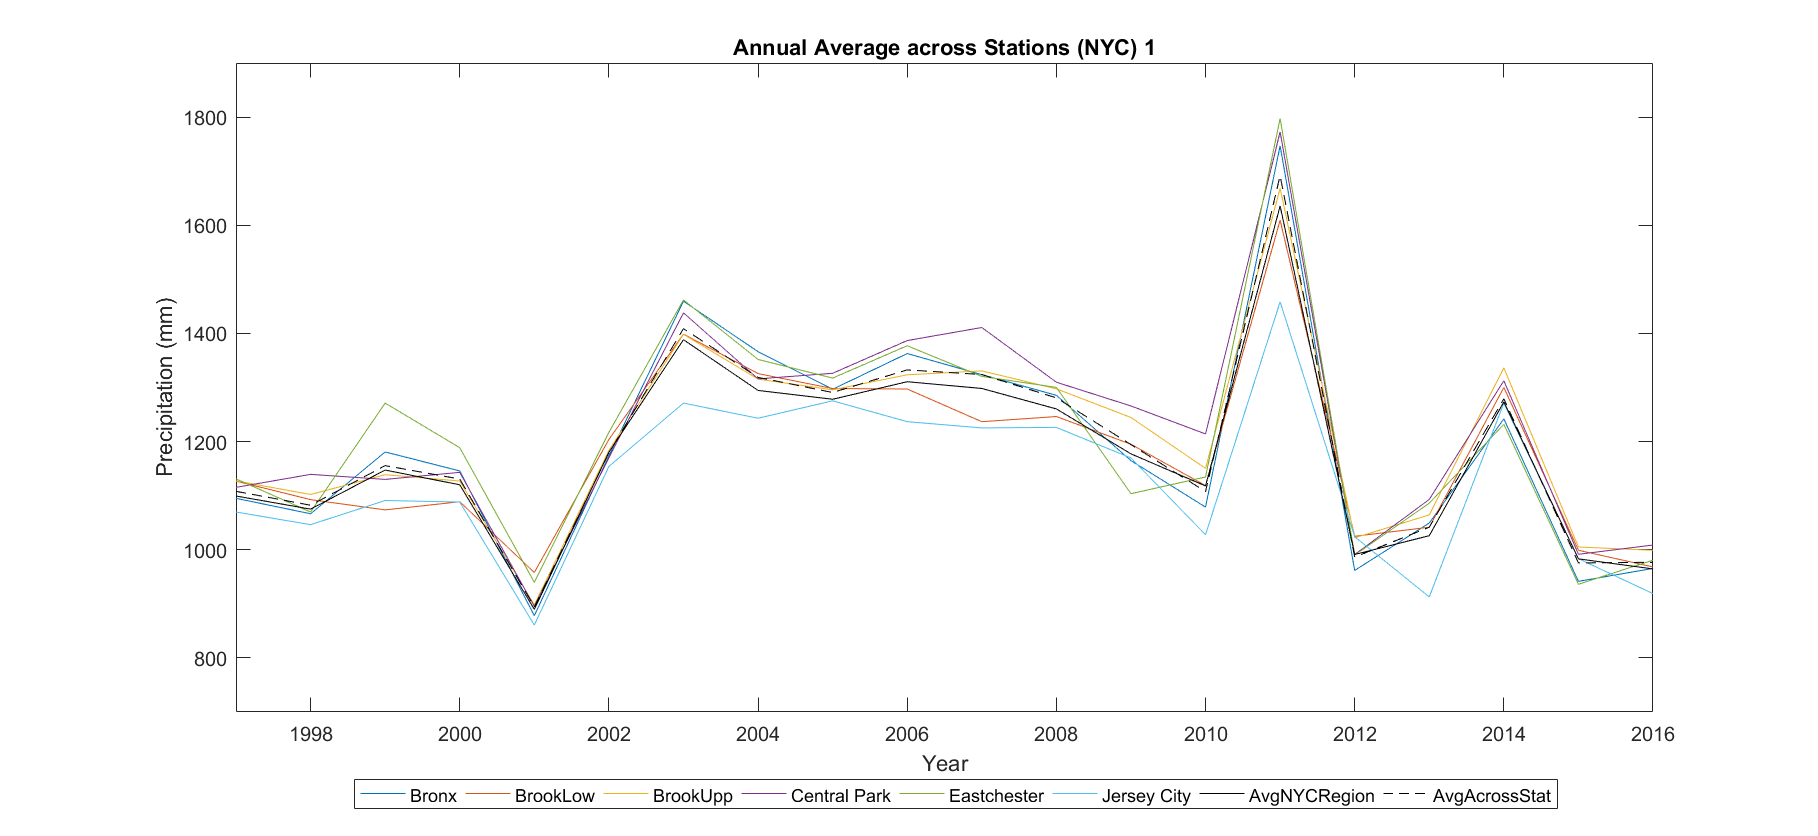 Annual Average across Stations (NYC) 1
1800
1600
1400
1200
1000
800
Precipitation (mm)
1998 2000 2002 2004 2006 2008 2010 2012 2014 2016
Year
Bronx BrookLow BrookUpp Central Park Eastchester Jersey City AvgNYCRegion AvgAcrossStat